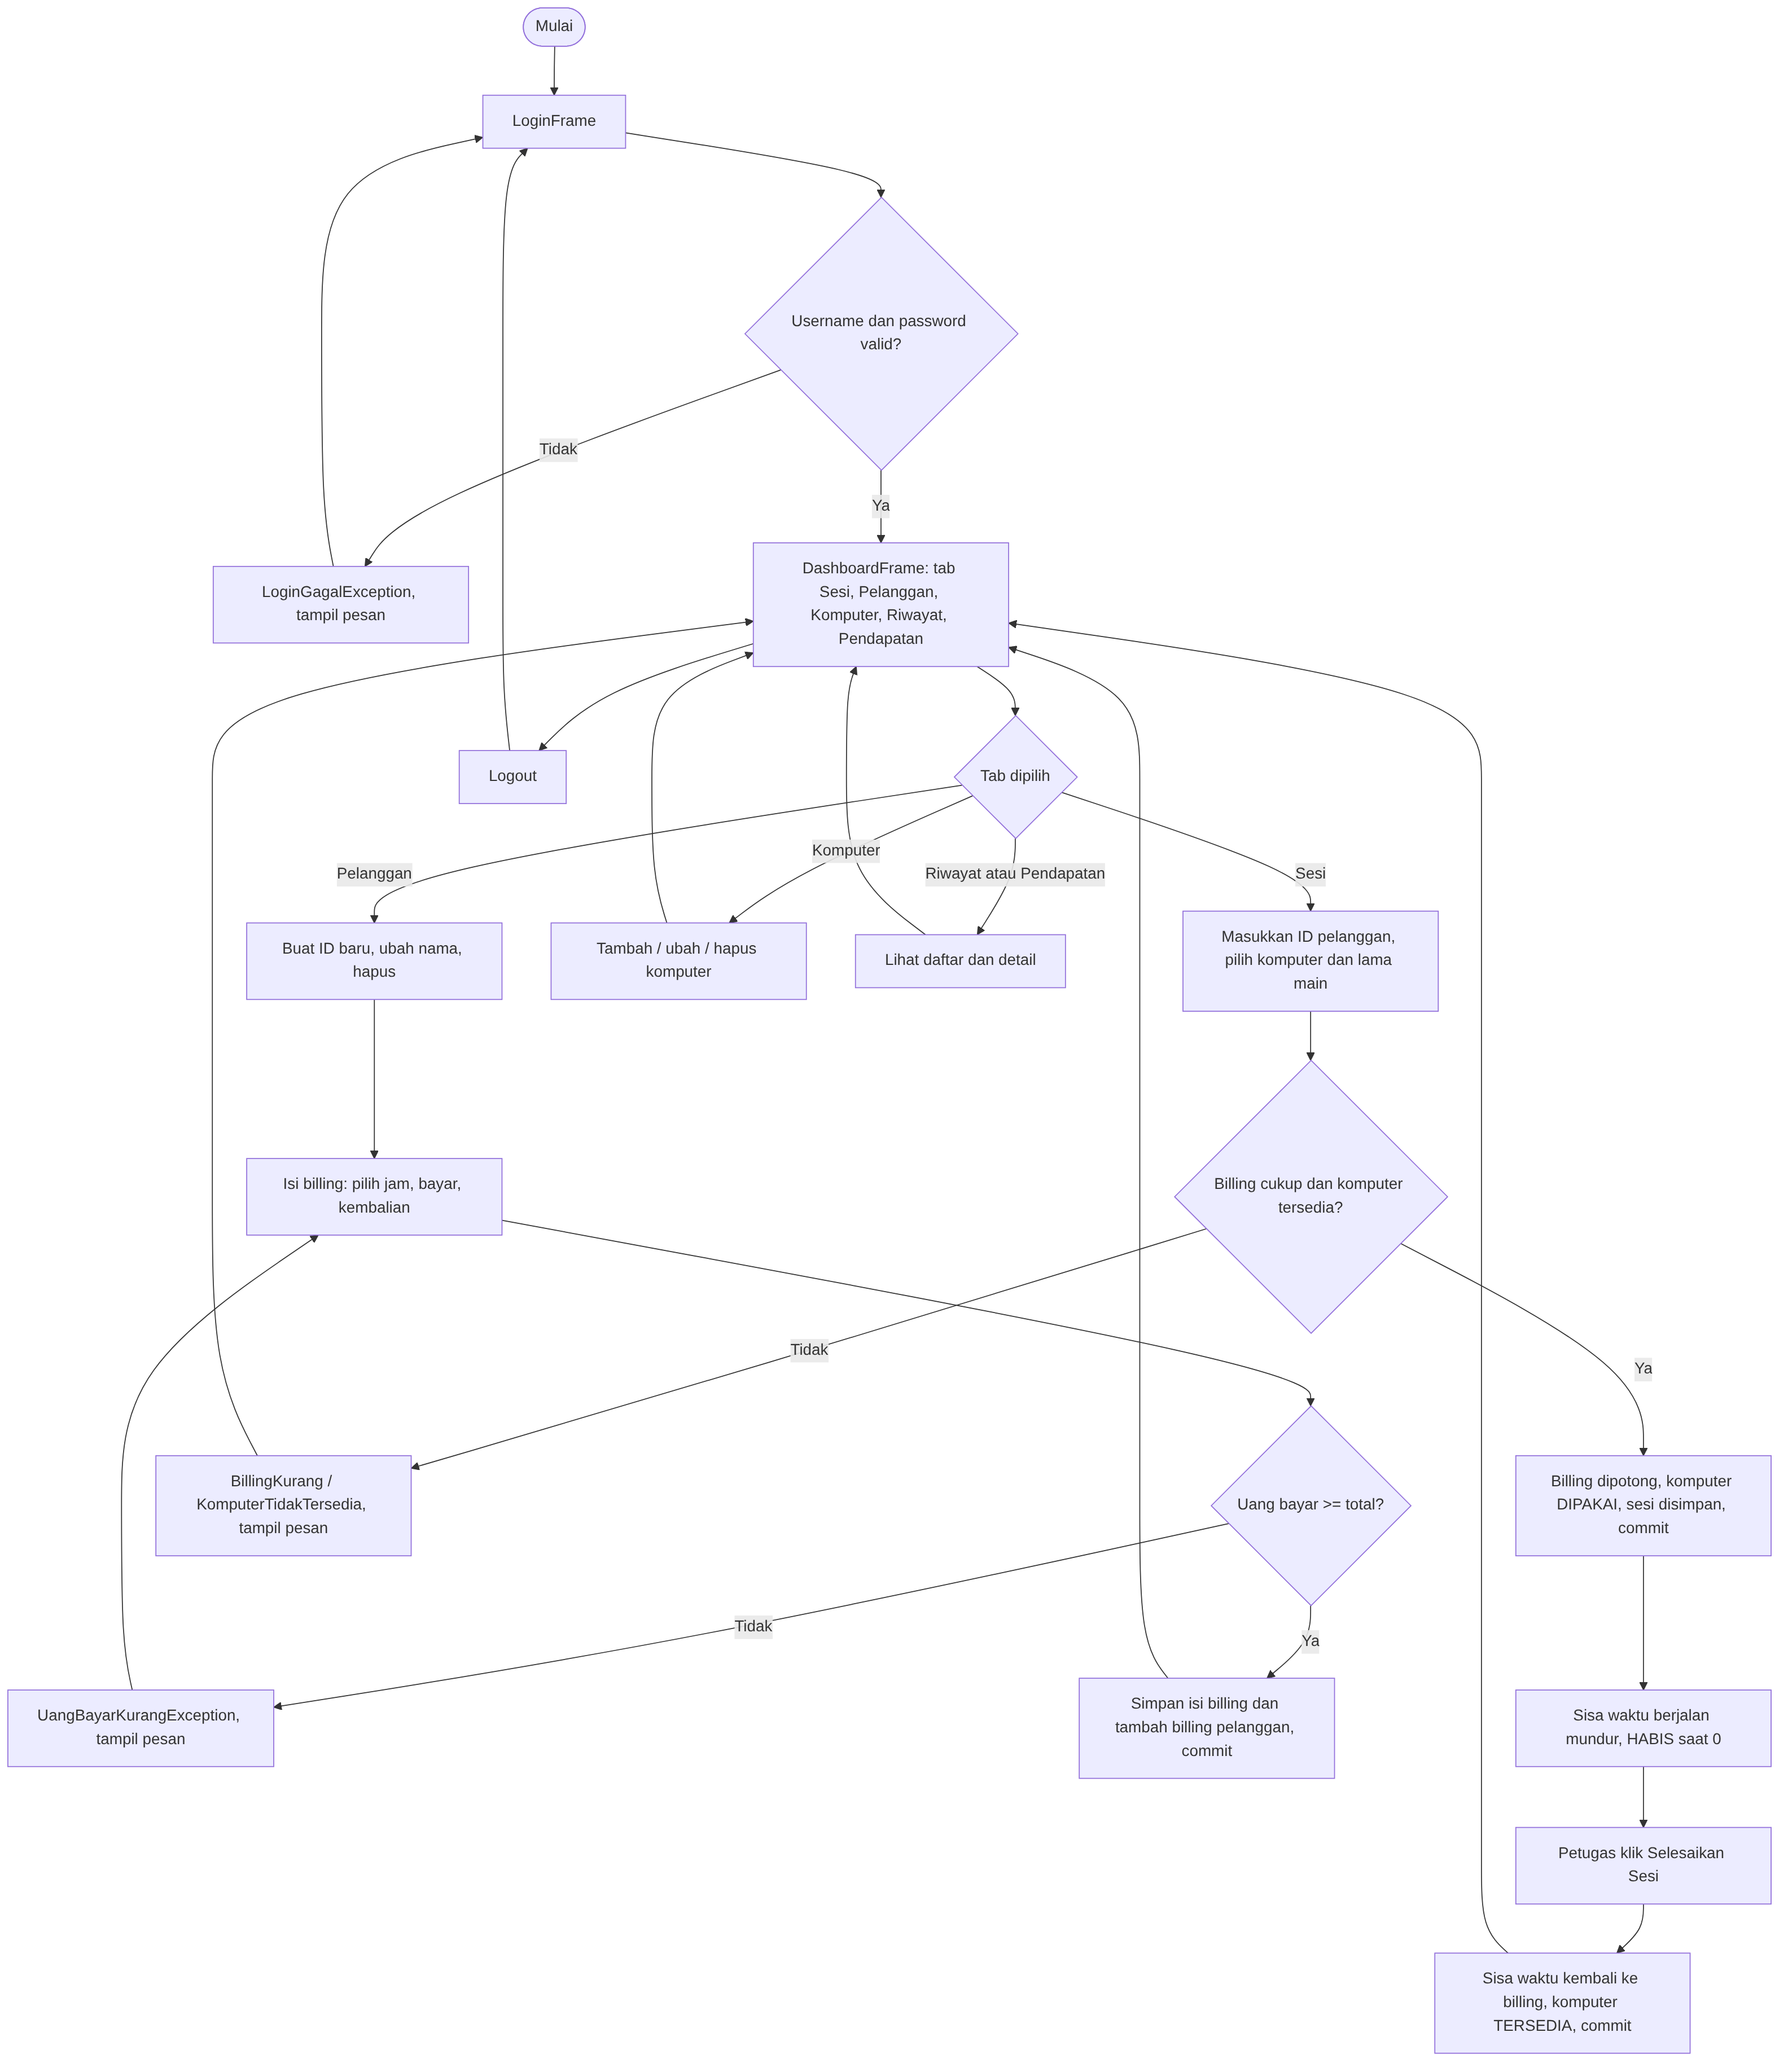 Mulai
LoginFrame
Username dan password
valid?
Tidak
Ya
LoginGagalException,
tampil pesan
DashboardFrame: tab
Sesi, Pelanggan,
Komputer, Riwayat,
Pendapatan
Logout
Tab dipilih
Pelanggan
Komputer
Riwayat atau Pendapatan
Sesi
Buat ID baru, ubah nama,
hapus
Tambah / ubah / hapus
komputer
Lihat daftar dan detail
Masukkan ID pelanggan,
pilih komputer dan lama
main
Isi billing: pilih jam, bayar,
kembalian
Billing cukup dan komputer
tersedia?
Tidak
Ya
BillingKurang /
KomputerTidakTersedia,
tampil pesan
Uang bayar >= total?
Billing dipotong, komputer
DIPAKAI, sesi disimpan,
commit
Tidak
Ya
UangBayarKurangException,
tampil pesan
Simpan isi billing dan
tambah billing pelanggan,
commit
Sisa waktu berjalan
mundur, HABIS saat 0
Petugas klik Selesaikan
Sesi
Sisa waktu kembali ke
billing, komputer
TERSEDIA, commit